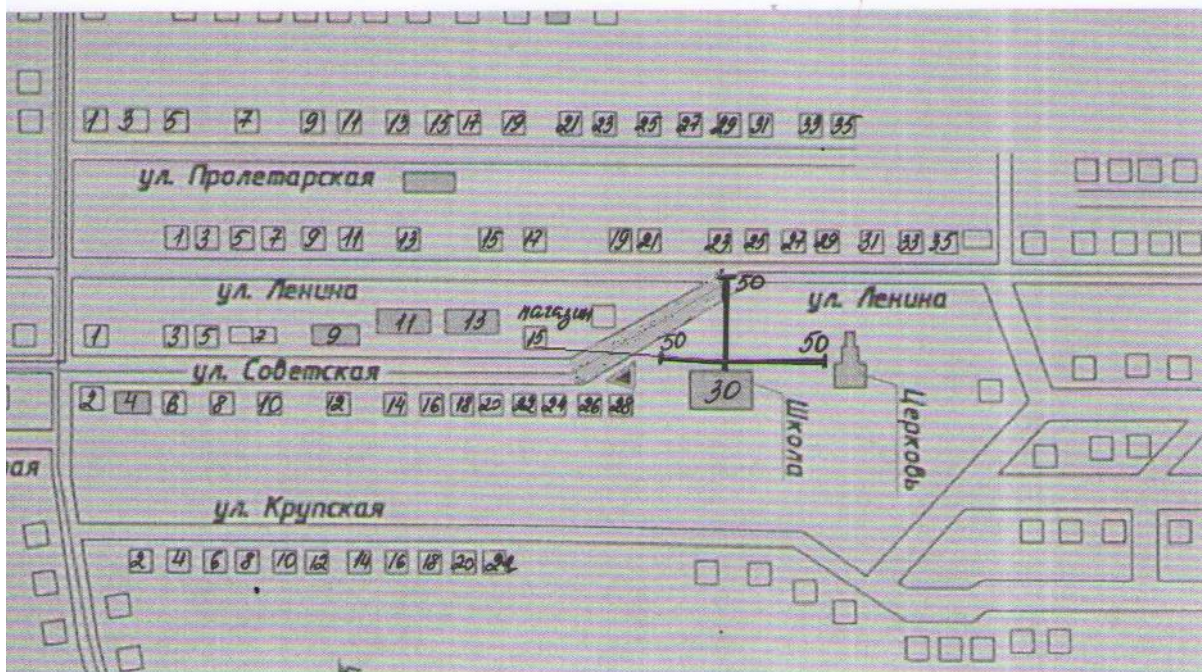 1 3 5 7 9 11 13 15 17 19 21 23 25 27 29 31 33 35
ул. Пролетарская
1 3 5 7 9 11 13 15 17 19 21 23 25 27 29 31 33 35
ул. Ленина
50
ул. Ленина
магазин
1 3 5 7 9 11 13 15
50 50
ул. Советская
2 4 6 8 10 12 14 16 18 20 22 24 26 28 30
Школа
Церковь
ая
ул. Крупская
2 4 6 8 10 12 14 16 18 20